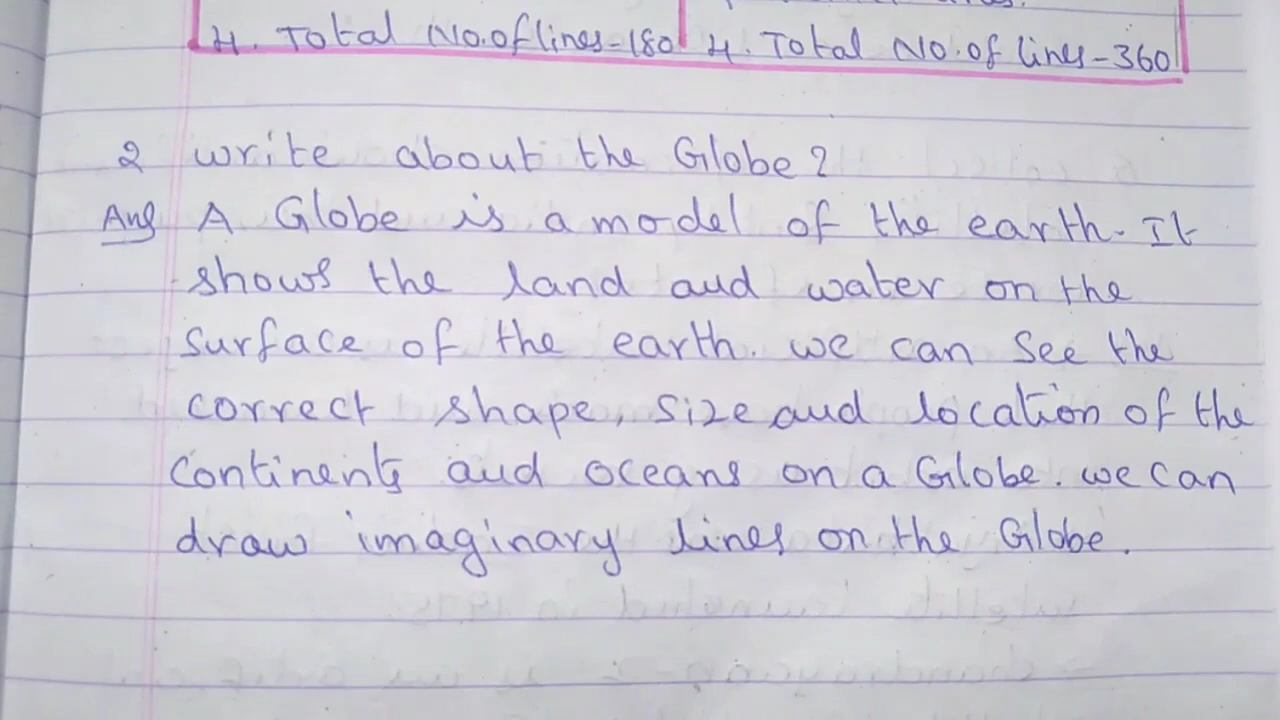 4. Total No.of lines-180 4. Total No.of lines-360
2 write about the Globe?
Ans A Globe is a model of the earth. It
shows the land and water on the
surface of the earth. we can see the
correct shape, size and location of the
continents and oceans on a Globe. we can
draw imaginary lines on the Globe.